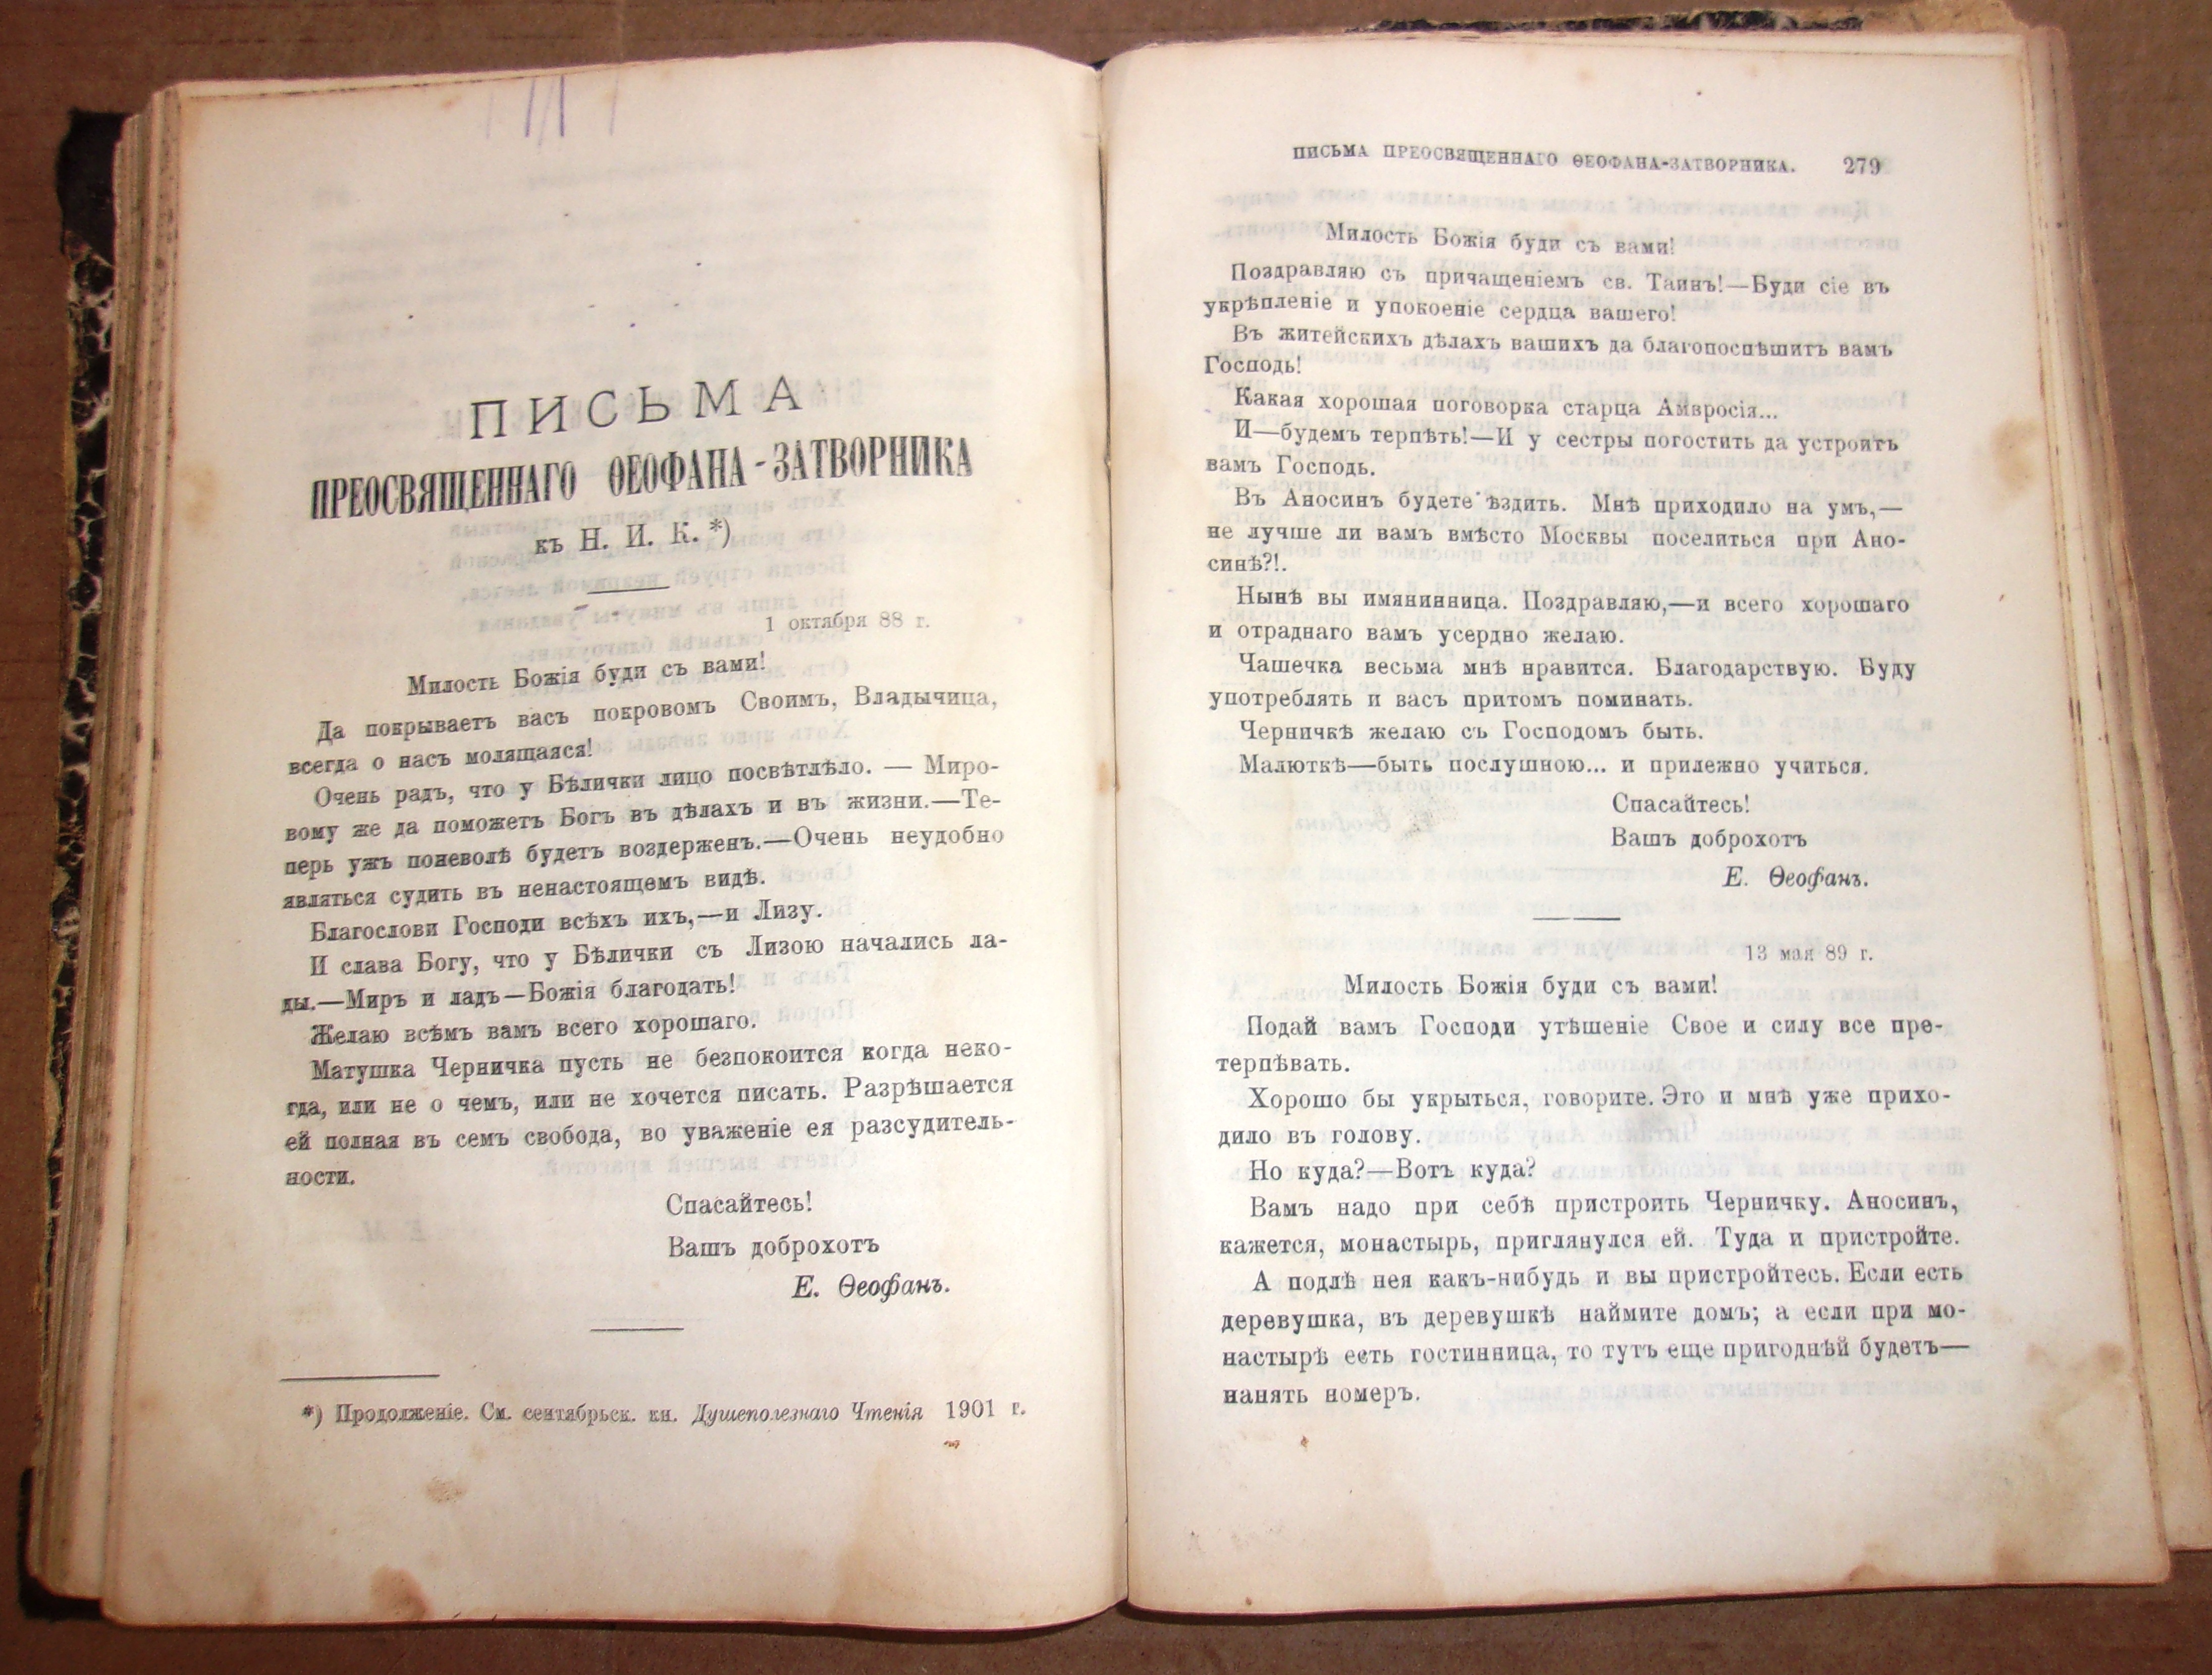 ПИСЬМА
ПРЕОСВЯЩЕННАГО ѲЕОФАНА-ЗАТВОРНИКА
къ Н. И. К. *)
1 октября 88 г.
Милость Божія буди съ вами!
Да покрываетъ васъ покровомъ Своимъ, Владычица,
всегда о насъ молящаяся!
Очень радъ, что у Бѣлички лицо посвѣтлѣло. — Миро-
вому же да поможетъ Богъ въ дѣлахъ и въ жизни.—Те-
перь ужъ поневолѣ будетъ воздерженъ.—Очень неудобно
являться судить въ ненастоящемъ видѣ.
Благослови Господи всѣхъ ихъ,—и Лизу.
И слава Богу, что у Бѣлички съ Лизою начались ла-
ды.—Миръ и ладъ—Божія благодать!
Желаю всѣмъ вамъ всего хорошаго.
Матушка Черничка пусть не безпокоится когда неко-
гда, или не о чемъ, или не хочется писать. Разрѣшается
ей полная въ семъ свобода, во уваженіе ея разсудитель-
ности.
Спасайтесь!
Вашъ доброхотъ
Е. Ѳеофанъ.
*) Продолженіе. См. сентябрьск. кн. Душеполезнаго Чтенія 1901 г.
ПИСЬМА ПРЕОСВЯЩЕННАГО ѲЕОФАНА-ЗАТВОРНИКА. 279
Милость Божія буди съ вами!
Поздравляю съ причащеніемъ св. Таинъ!—Буди сіе въ
укрѣпленіе и упокоеніе сердца вашего!
Въ житейскихъ дѣлахъ вашихъ да благопоспѣшитъ вамъ
Господь!
Какая хорошая поговорка старца Амвросія...
И—будемъ терпѣть!—И у сестры погостить да устроитъ
вамъ Господь.
Въ Аносинъ будете ѣздить. Мнѣ приходило на умъ,—
не лучше ли вамъ вмѣсто Москвы поселиться при Ано-
синѣ?!.
Нынѣ вы имянинница. Поздравляю,—и всего хорошаго
и отраднаго вамъ усердно желаю.
Чашечка весьма мнѣ нравится. Благодарствую. Буду
употреблять и васъ притомъ поминать.
Черничкѣ желаю съ Господомъ быть.
Малюткѣ—быть послушною... и прилежно учиться.
Спасайтесь!
Вашъ доброхотъ
Е. Ѳеофанъ.
13 мая 89 г.
Милость Божія буди съ вами!
Подай вамъ Господи утѣшеніе Свое и силу все пре-
терпѣвать.
Хорошо бы укрыться, говорите. Это и мнѣ уже прихо-
дило въ голову.
Но куда?—Вотъ куда?
Вамъ надо при себѣ пристроить Черничку. Аносинъ,
кажется, монастырь, приглянулся ей. Туда и пристройте.
А подлѣ нея какъ-нибудь и вы пристройтесь. Если есть
деревушка, въ деревушкѣ наймите домъ; а если при мо-
настырѣ есть гостинница, то тутъ еще пригоднѣй будетъ—
нанять номеръ.